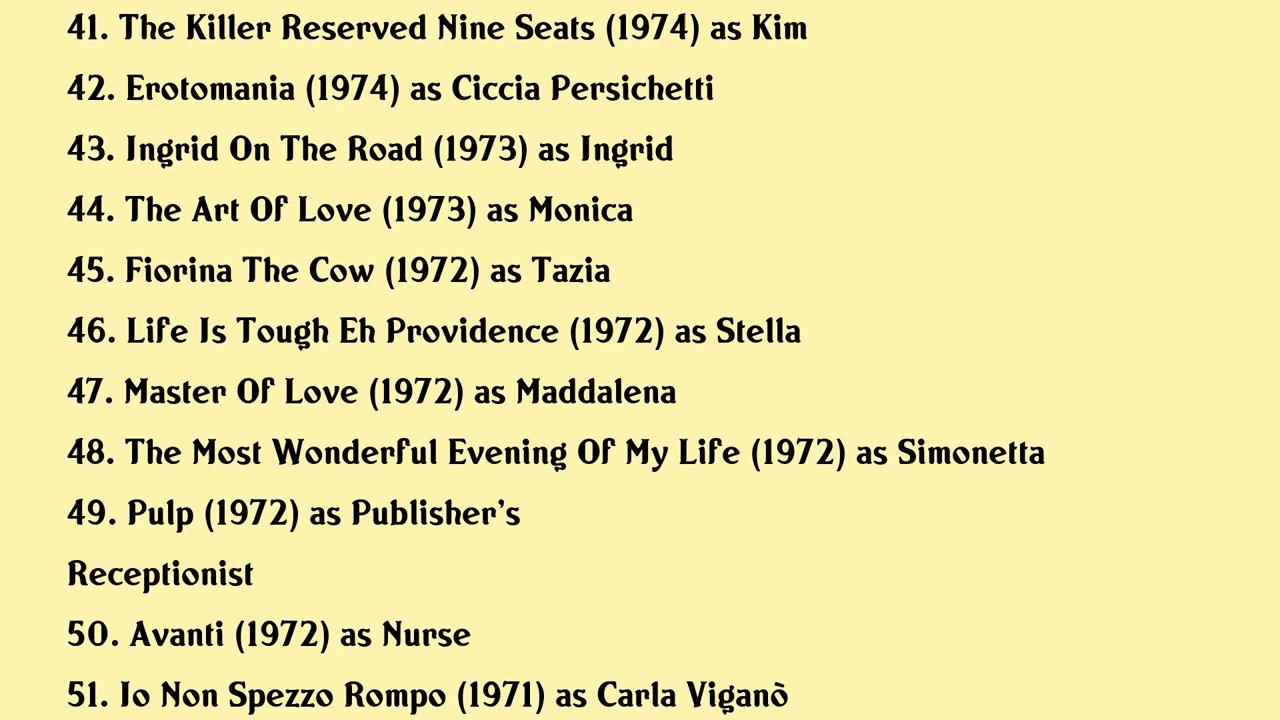 41. The Killer Reserved Nine Seats (1974) as Kim
42. Erotomania (1974) as Ciccia Persichetti
43. Ingrid On The Road (1973) as Ingrid
44. The Art Of Love (1973) as Monica
45. Fiorina The Cow (1972) as Tazia
46. Life Is Tough Eh Providence (1972) as Stella
47. Master Of Love (1972) as Maddalena
48. The Most Wonderful Evening Of My Life (1972) as Simonetta
49. Pulp (1972) as Publisher’s
Receptionist
50. Avanti (1972) as Nurse
51. Io Non Spezzo Rompo (1971) as Carla Viganò